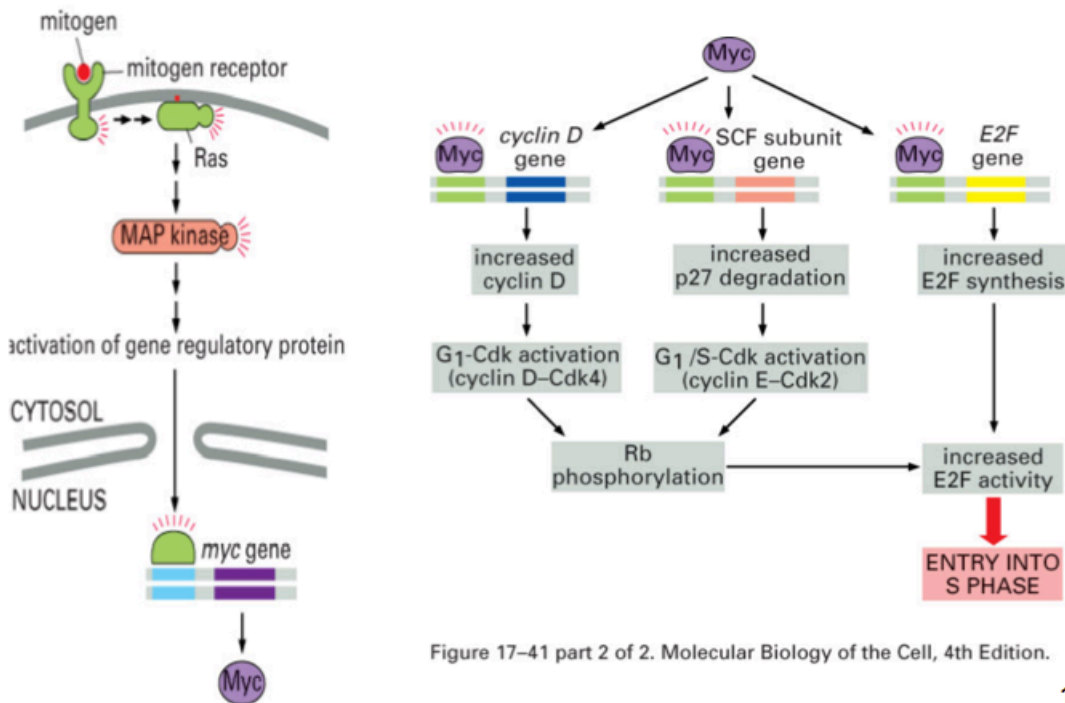 mitogen
mitogen receptor
Ras
MAP kinase
activation of gene regulatory protein
CYTOSOL
NUCLEUS
myc gene
Myc
Myc
Myc
cyclin D
gene
Myc
SCF subunit
gene
Myc
E2F
gene
increased
cyclin D
increased
p27 degradation
increased
E2F synthesis
G1-Cdk activation
(cyclin D–Cdk4)
G1/S-Cdk activation
(cyclin E–Cdk2)
Rb
phosphorylation
increased
E2F activity
ENTRY INTO
S PHASE
Figure 17–41 part 2 of 2. Molecular Biology of the Cell, 4th Edition.